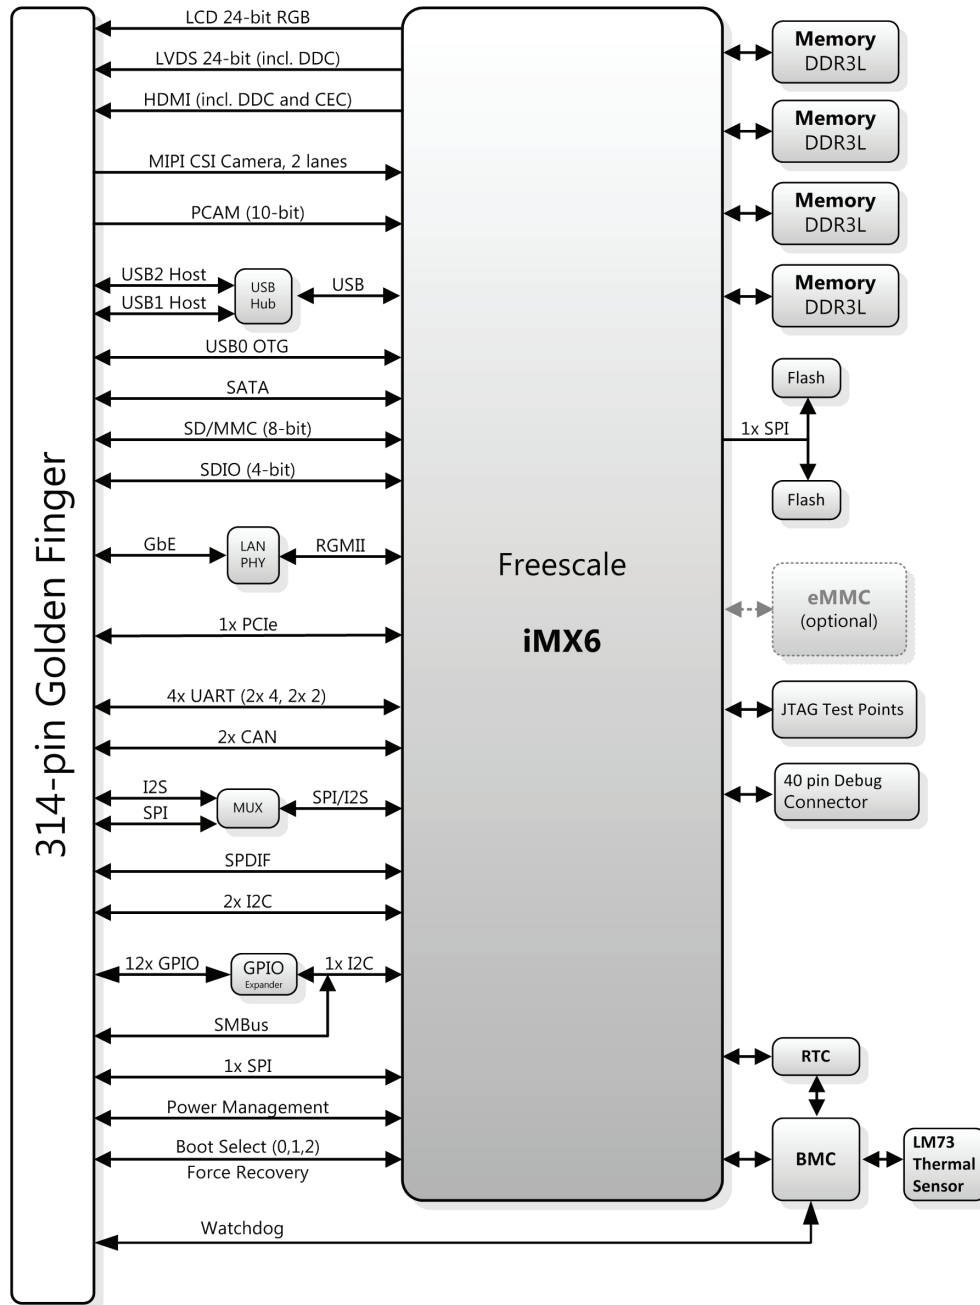 314-pin Golden Finger
LCD 24-bit RGB
LVDS 24-bit (incl. DDC)
HDMI (incl. DDC and CEC)
MIPI CSI Camera, 2 lanes
PCAM (10-bit)
USB2 Host
USB1 Host
USB
Hub
USB
USB0 OTG
SATA
SD/MMC (8-bit)
SDIO (4-bit)
GbE
LAN
PHY
RGMII
1x PCIe
4x UART (2x 4, 2x 2)
2x CAN
I2S
SPI
MUX
SPI/I2S
SPDIF
2x I2C
12x GPIO
GPIO
Expander
1x I2C
SMBus
1x SPI
Power Management
Boot Select (0,1,2)
Force Recovery
Watchdog
Freescale
iMX6
Memory
DDR3L
Memory
DDR3L
Memory
DDR3L
Memory
DDR3L
Flash
1x SPI
Flash
eMMC
(optional)
JTAG Test Points
40 pin Debug
Connector
RTC
BMC
LM73
Thermal
Sensor